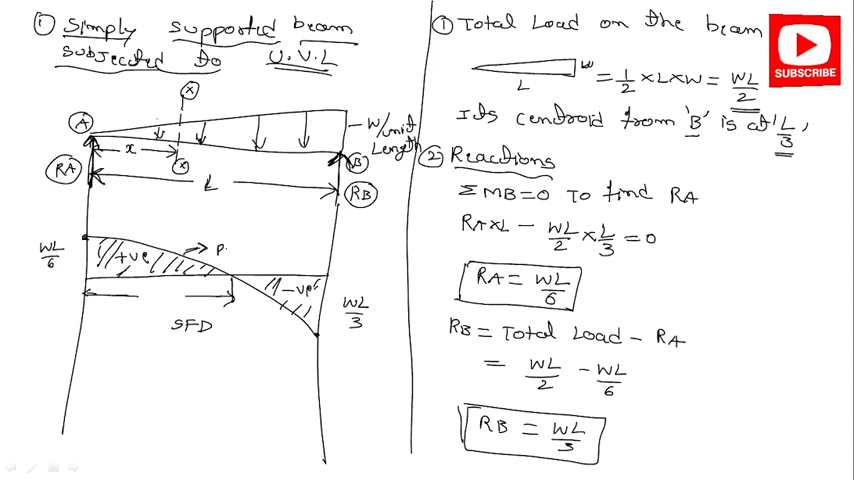 ① Simply supported beam
subjected to U.V.L
x
A
W/unit
Length
x
x
B
RA
L
RB
WL/6
+ve
P.
-ve
WL/3
SFD
① Total Load on the beam
W
L
= 1/2 × L × W = WL/2
SUBSCRIBE
Its centroid from 'B' is at L/3,
② Reactions
ΣMB=0 To find RA
RA×L - WL/2 × L/3 = 0
RA = WL/6
RB = Total Load - RA
= WL/2 - WL/6
RB = WL/3